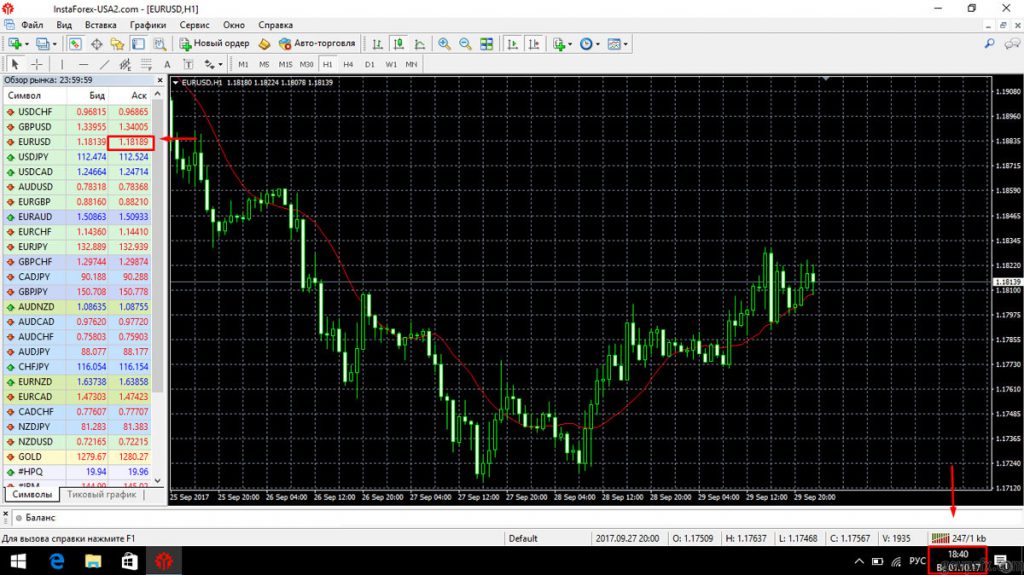 InstaForex-USA2.com - [EURUSD,H1]
Файл Вид Вставка Графики Сервис Окно Справка
Новый ордер Авто-торговля
A T M1 M5 M15 M30 H1 H4 D1 W1 MN
Обзор рынка: 23:59:59
Символ Бид Аск
USDCHF 0.96815 0.96865
GBPUSD 1.33955 1.34005
EURUSD 1.18139 1.18189
USDJPY 112.474 112.524
USDCAD 1.24664 1.24714
AUDUSD 0.78318 0.78368
EURGBP 0.88160 0.88210
EURAUD 1.50863 1.50933
EURCHF 1.14360 1.14410
EURJPY 132.889 132.939
GBPCHF 1.29744 1.29874
CADJPY 90.188 90.288
GBPJPY 150.708 150.778
AUDNZD 1.08635 1.08755
AUDCAD 0.97620 0.97720
AUDCHF 0.75803 0.75903
AUDJPY 88.077 88.177
CHFJPY 116.054 116.154
EURNZD 1.63738 1.63858
EURCAD 1.47303 1.47423
CADCHF 0.77607 0.77707
NZDJPY 81.283 81.383
NZDUSD 0.72165 0.72215
GOLD 1279.67 1280.27
#HPQ 19.94 19.96
Символы Тиковый график
EURUSD,H1 1.18180 1.18224 1.18078 1.18139
1.19080
1.18960
1.18835
1.18715
1.18590
1.18465
1.18345
1.18220
1.18139
1.18100
1.17975
1.17855
1.17730
1.17610
1.17485
1.17365
1.17240
1.17120
25 Sep 2017 25 Sep 20:00 26 Sep 04:00 26 Sep 12:00 26 Sep 20:00 27 Sep 04:00 27 Sep 12:00 27 Sep 20:00 28 Sep 04:00 28 Sep 12:00 28 Sep 20:00 29 Sep 04:00 29 Sep 12:00 29 Sep 20:00
Баланс
Для вызова справки нажмите F1 Default 2017.09.27 20:00 O: 1.17509 H: 1.17637 L: 1.17468 C: 1.17567 V: 1935 247/1 kb
РУС 18:40
Вс 01.10.17